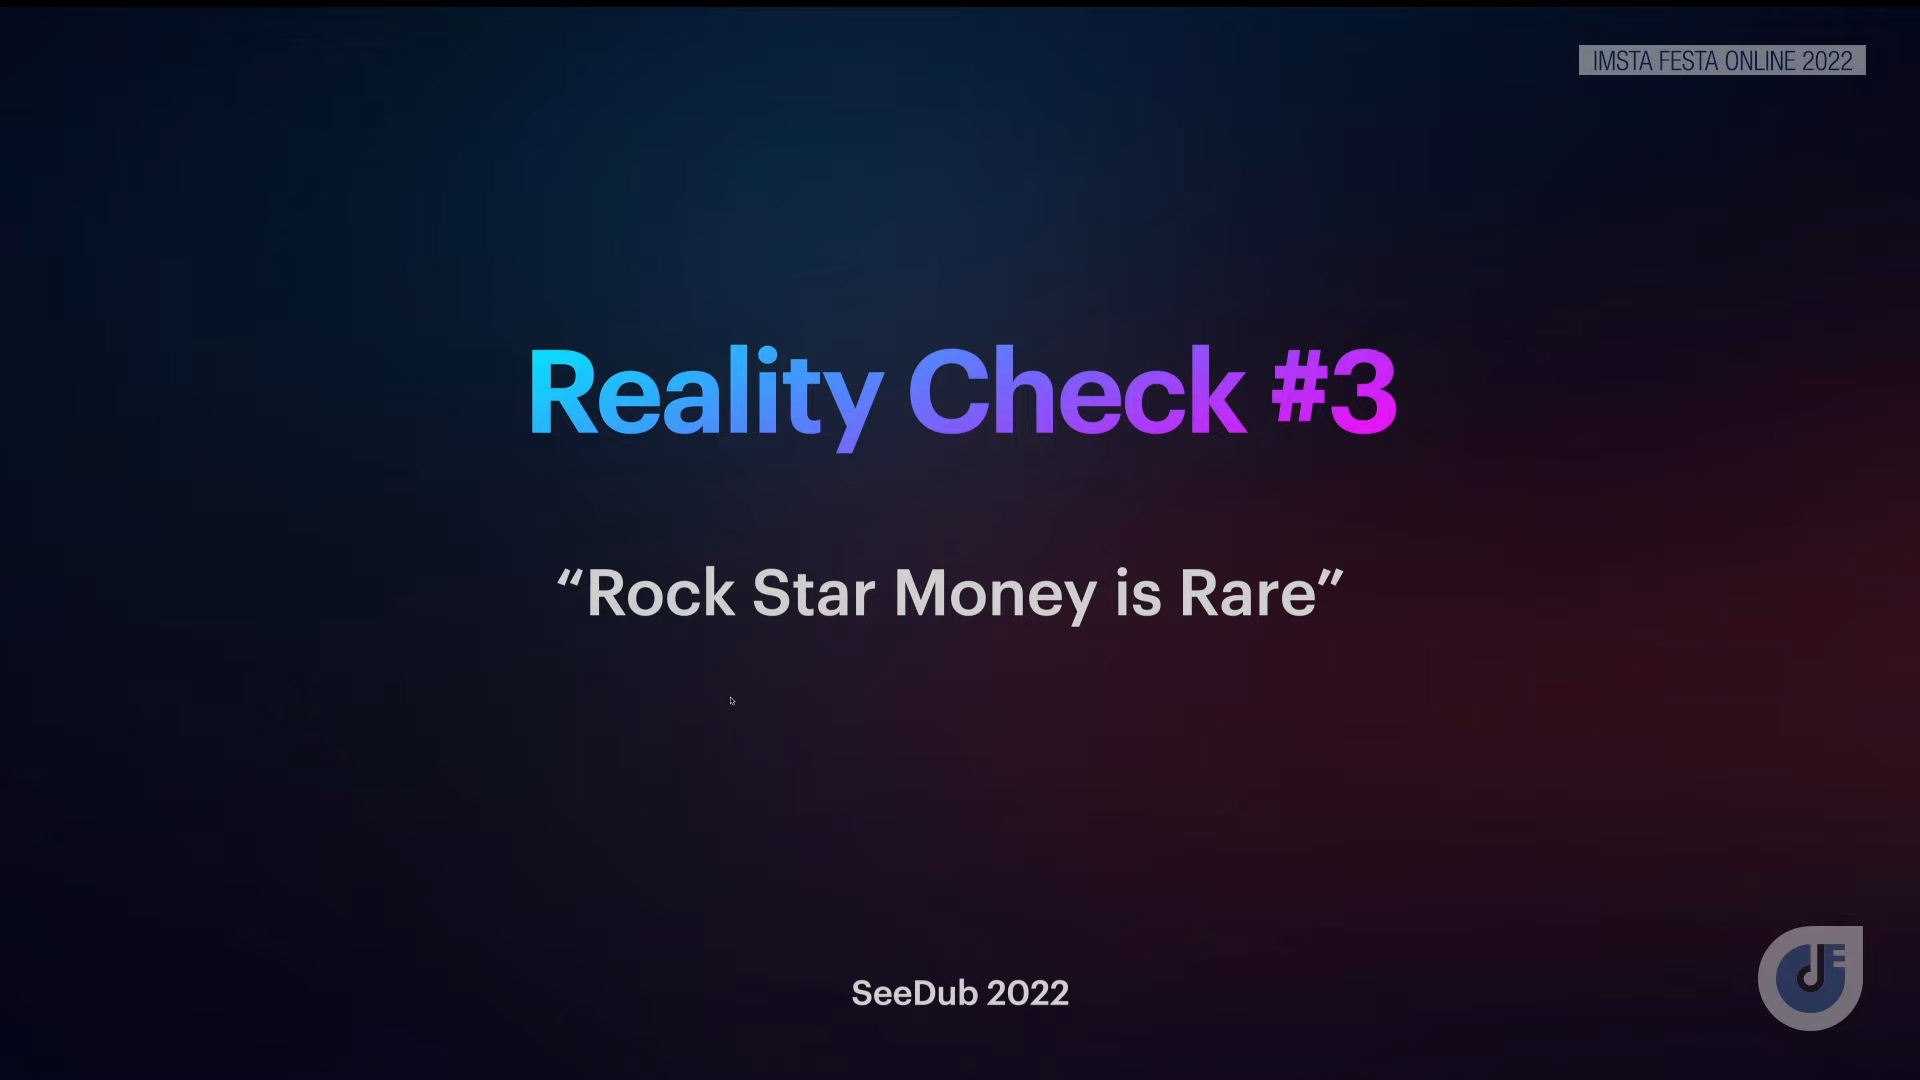 IMSTA FESTA ONLINE 2022
Reality Check #3
“Rock Star Money is Rare”
SeeDub 2022